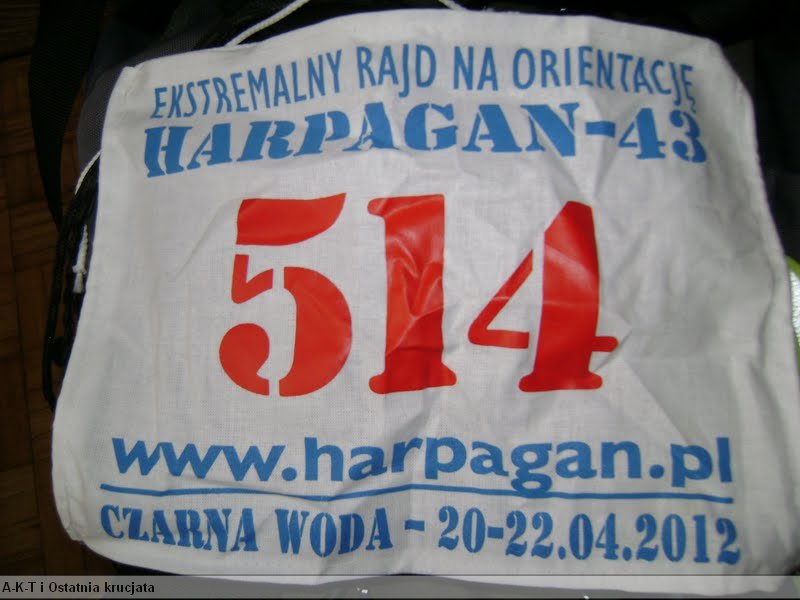 EKSTREMALNY RAJD NA ORIENTACJĘ
HARPAGAN-43
514
www.harpagan.pl
CZARNA WODA - 20-22.04.2012
A-K-T i Ostatnia krucjata